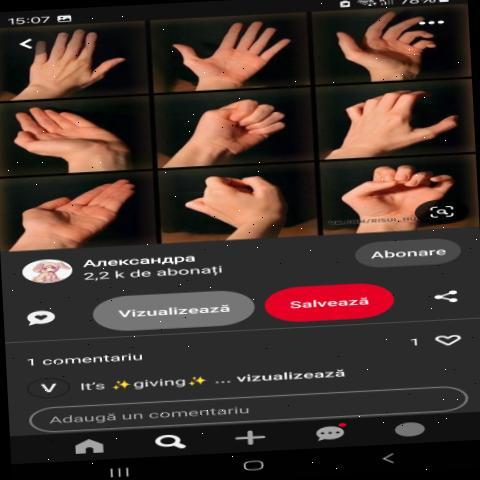 15:07
78%
Александра
2,2 k de abonați
Abonare
Vizualizează
Salvează
1 comentariu
1
V It's ✨giving✨ ... vizualizează
Adaugă un comentariu